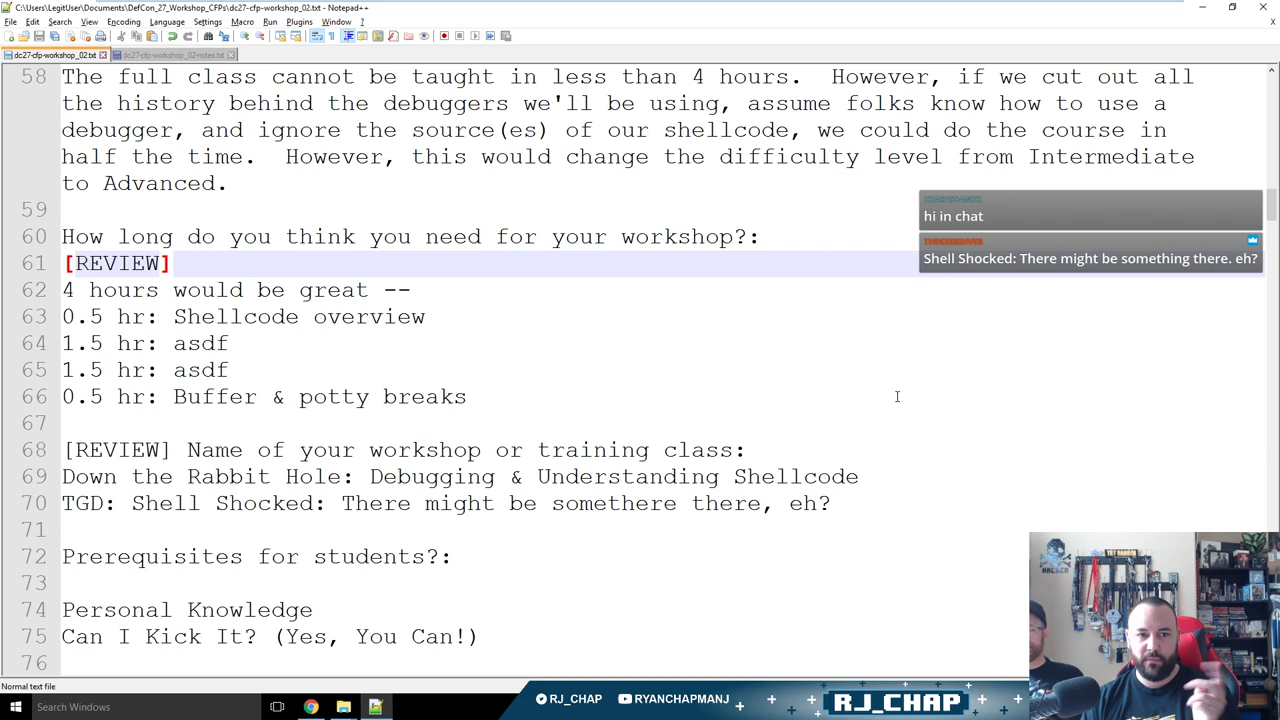 C:\Users\LegitUser\Documents\DefCon_27_Workshop_CFPs\dc27-cfp-workshop_02.txt - Notepad++
File Edit Search View Encoding Language Settings Macro Run Plugins Window ?
dc27-cfp-workshop_02.txt dc27-cfp-workshop_02notes.txt
58 The full class cannot be taught in less than 4 hours. However, if we cut out all
the history behind the debuggers we'll be using, assume folks know how to use a
debugger, and ignore the source(es) of our shellcode, we could do the course in
half the time. However, this would change the difficulty level from Intermediate
to Advanced.
59
60 How long do you think you need for your workshop?:
61 [REVIEW]
62 4 hours would be great --
63 0.5 hr: Shellcode overview
64 1.5 hr: asdf
65 1.5 hr: asdf
66 0.5 hr: Buffer & potty breaks
67
68 [REVIEW] Name of your workshop or training class:
69 Down the Rabbit Hole: Debugging & Understanding Shellcode
70 TGD: Shell Shocked: There might be somethere there, eh?
71
72 Prerequisites for students?:
73
74 Personal Knowledge
75 Can I Kick It? (Yes, You Can!)
76
hi in chat
THEGEEKDIVER
Shell Shocked: There might be something there. eh?
HACKER
Normal text file
Search Windows
RJ_CHAP
RYANCHAPMANJ
RJ_CHAP